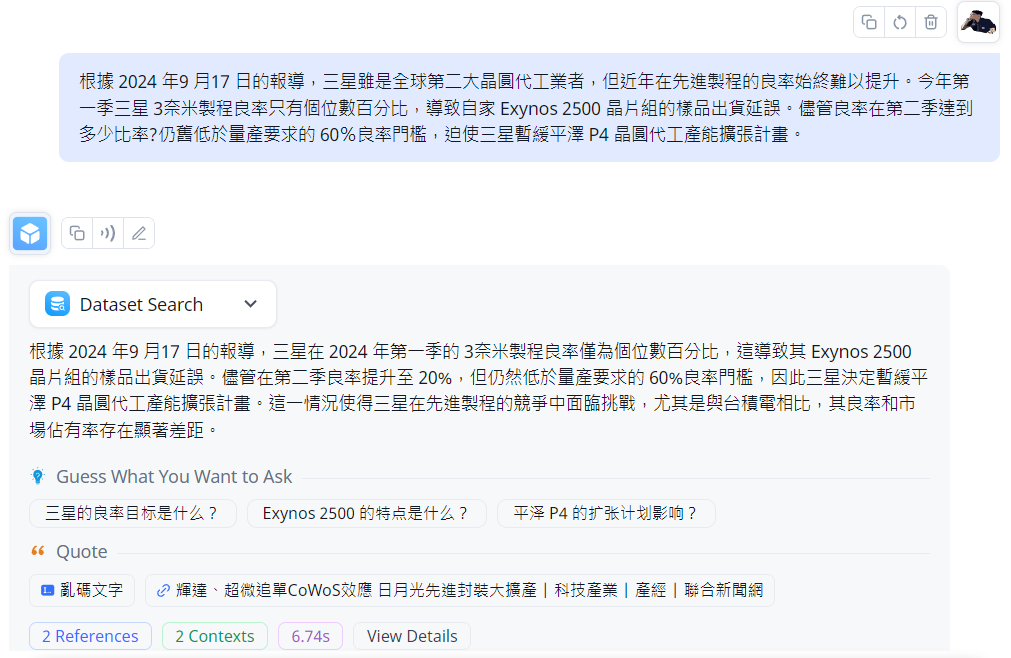 根據 2024 年9 月17 日的報導，三星雖是全球第二大晶圓代工業者，但近年在先進製程的良率始終難以提升。今年第
一季三星 3奈米製程良率只有個位數百分比，導致自家 Exynos 2500 晶片組的樣品出貨延誤。儘管良率在第二季達到
多少比率?仍舊低於量產要求的 60%良率門檻，迫使三星暫緩平澤 P4 晶圓代工產能擴張計畫。
Dataset Search
根據 2024 年9 月17 日的報導，三星在 2024 年第一季的 3奈米製程良率僅為個位數百分比，這導致其 Exynos 2500
晶片組的樣品出貨延誤。儘管在第二季良率提升至 20%，但仍然低於量產要求的 60%良率門檻，因此三星決定暫緩平
澤 P4 晶圓代工產能擴張計畫。這一情況使得三星在先進製程的競爭中面臨挑戰，尤其是與台積電相比，其良率和市
場佔有率存在顯著差距。
Guess What You Want to Ask
三星的良率目标是什么？ Exynos 2500 的特点是什么？ 平泽 P4 的扩张计划影响？
Quote
亂碼文字 輝達、超微追單CoWoS效應 日月光先進封裝大擴產 | 科技產業 | 產經 | 聯合新聞網
2 References 2 Contexts 6.74s View Details